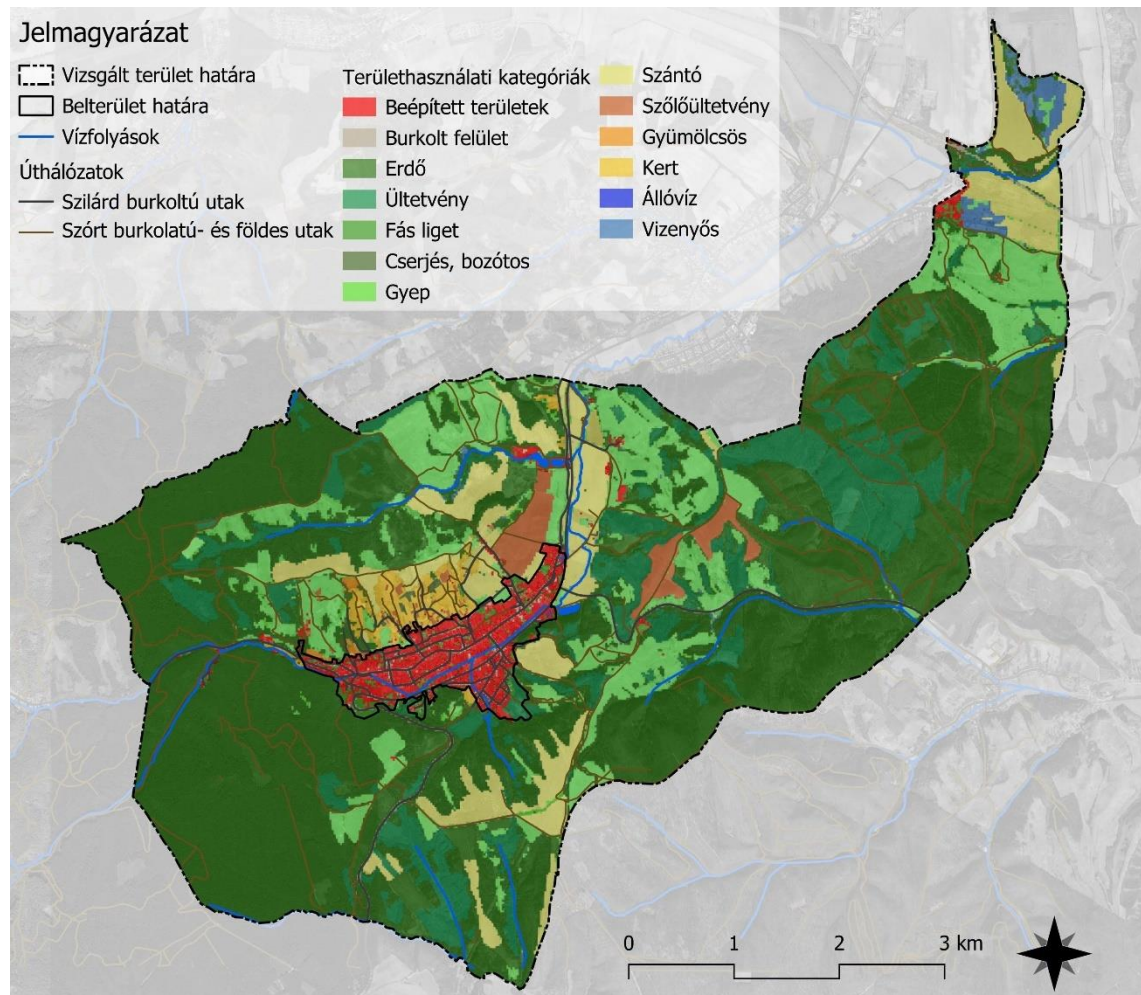 Jelmagyarázat
Vizsgált terület határa
Belterület határa
Vízfolyások
Úthálózatok
Szilárd burkoltú utak
Szórt burkolatú- és földes utak
Területhasználati kategóriák
Beépített területek
Burkolt felület
Erdő
Ültetvény
Fás liget
Cserjés, bozótos
Gyep
Szántó
Szőlőültetvény
Gyümölcsös
Kert
Állóvíz
Vizenyős
0 1 2 3 km